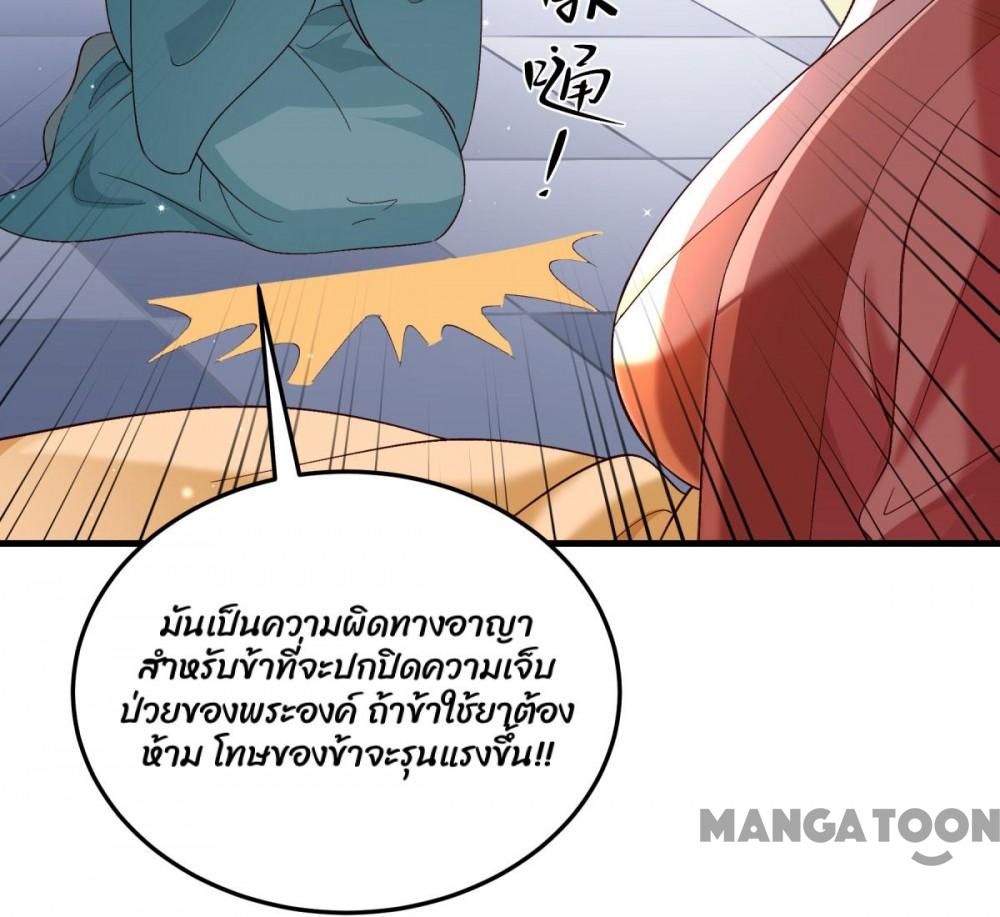 嗵!
มันเป็นความผิดทางอาญา
สำหรับข้าที่จะปกปิดความเจ็บ
ป่วยของพระองค์ ถ้าข้าใช้ยาต้อง
ห้าม โทษของข้าจะรุนแรงขึ้น!!
MANGATOON